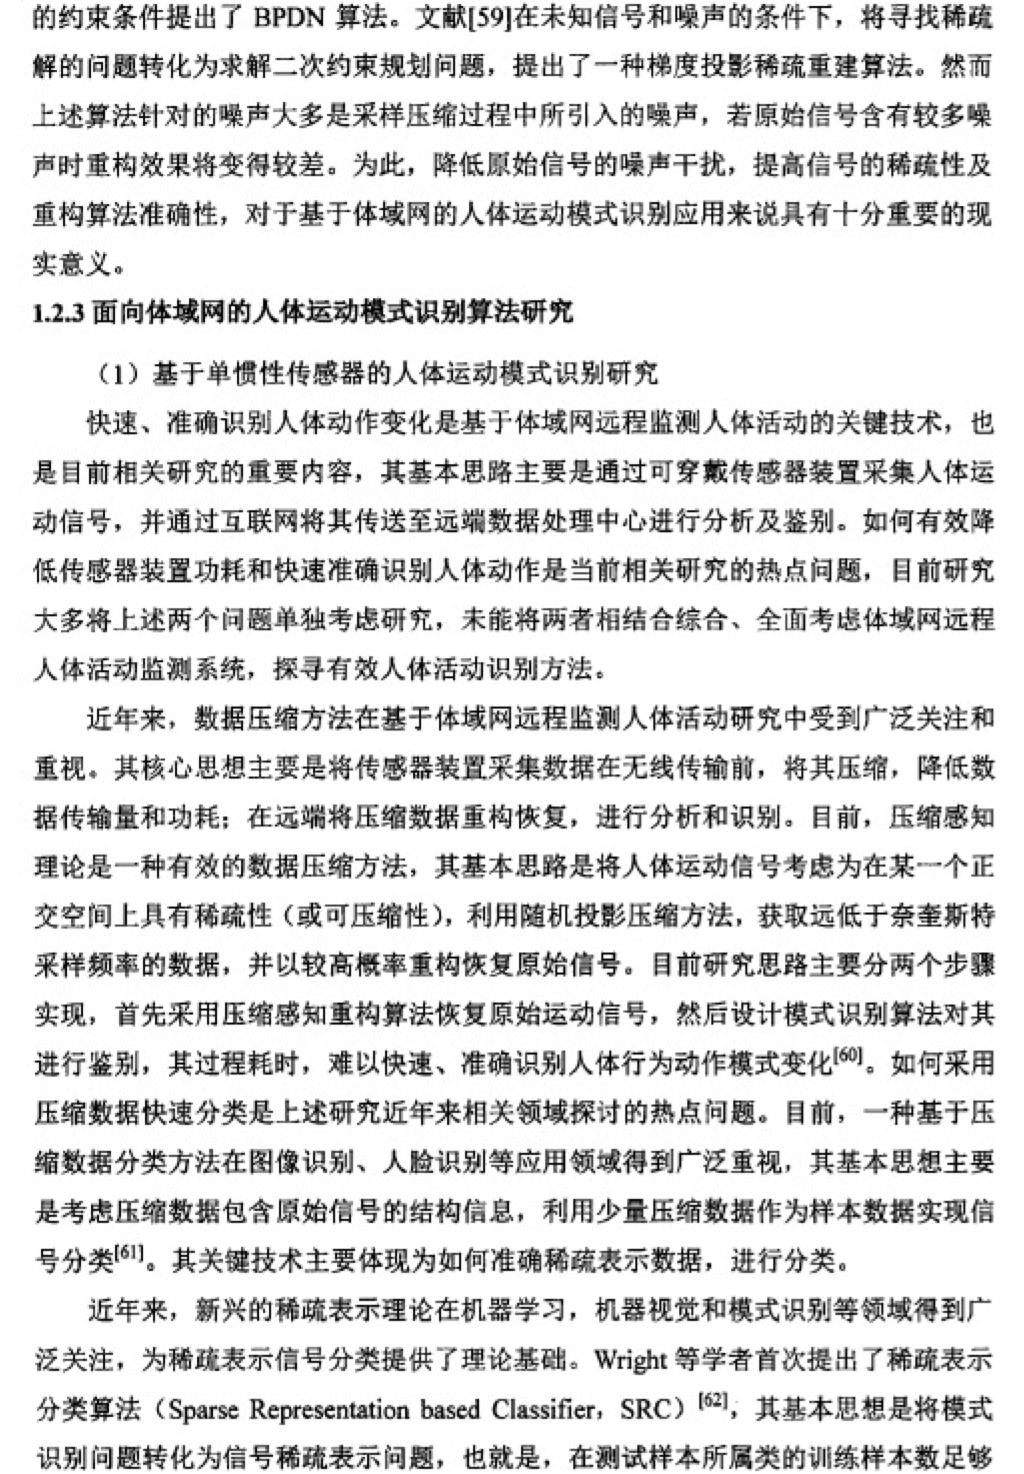 的约束条件提出了 BPDN 算法。文献[59]在未知信号和噪声的条件下，将寻找稀疏
解的问题转化为求解二次约束规划问题，提出了一种梯度投影稀疏重建算法。然而
上述算法针对的噪声大多是采样压缩过程中所引入的噪声，若原始信号含有较多噪
声时重构效果将变得较差。为此，降低原始信号的噪声干扰，提高信号的稀疏性及
重构算法准确性，对于基于体域网的人体运动模式识别应用来说具有十分重要的现
实意义。
1.2.3 面向体域网的人体运动模式识别算法研究
（1）基于单惯性传感器的人体运动模式识别研究
快速、准确识别人体动作变化是基于体域网远程监测人体活动的关键技术，也
是目前相关研究的重要内容，其基本思路主要是通过可穿戴传感器装置采集人体运
动信号，并通过互联网将其传送至远端数据处理中心进行分析及鉴别。如何有效降
低传感器装置功耗和快速准确识别人体动作是当前相关研究的热点问题，目前研究
大多将上述两个问题单独考虑研究，未能将两者相结合综合、全面考虑体域网远程
人体活动监测系统，探寻有效人体活动识别方法。
近年来，数据压缩方法在基于体域网远程监测人体活动研究中受到广泛关注和
重视。其核心思想主要是将传感器装置采集数据在无线传输前，将其压缩，降低数
据传输量和功耗；在远端将压缩数据重构恢复，进行分析和识别。目前，压缩感知
理论是一种有效的数据压缩方法，其基本思路是将人体运动信号考虑为在某一个正
交空间上具有稀疏性（或可压缩性），利用随机投影压缩方法，获取远低于奈奎斯特
采样频率的数据，并以较高概率重构恢复原始信号。目前研究思路主要分两个步骤
实现，首先采用压缩感知重构算法恢复原始运动信号，然后设计模式识别算法对其
进行鉴别，其过程耗时，难以快速、准确识别人体行为动作模式变化[60]。如何采用
压缩数据快速分类是上述研究近年来相关领域探讨的热点问题。目前，一种基于压
缩数据分类方法在图像识别、人脸识别等应用领域得到广泛重视，其基本思想主要
是考虑压缩数据包含原始信号的结构信息，利用少量压缩数据作为样本数据实现信
号分类[61]。其关键技术主要体现为如何准确稀疏表示数据，进行分类。
近年来，新兴的稀疏表示理论在机器学习，机器视觉和模式识别等领域得到广
泛关注，为稀疏表示信号分类提供了理论基础。Wright 等学者首次提出了稀疏表示
分类算法（Sparse Representation based Classifier，SRC）[62]，其基本思想是将模式
识别问题转化为信号稀疏表示问题，也就是，在测试样本所属类的训练样本数足够